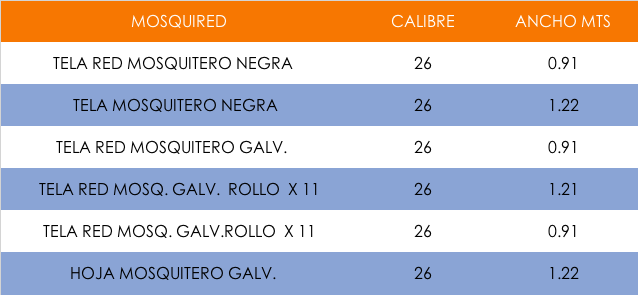 MOSQUIRED CALIBRE ANCHO MTS
TELA RED MOSQUITERO NEGRA 26 0.91
TELA MOSQUITERO NEGRA 26 1.22
TELA RED MOSQUITERO GALV. 26 0.91
TELA RED MOSQ. GALV. ROLLO X 11 26 1.21
TELA RED MOSQ. GALV.ROLLO X 11 26 0.91
HOJA MOSQUITERO GALV. 26 1.22